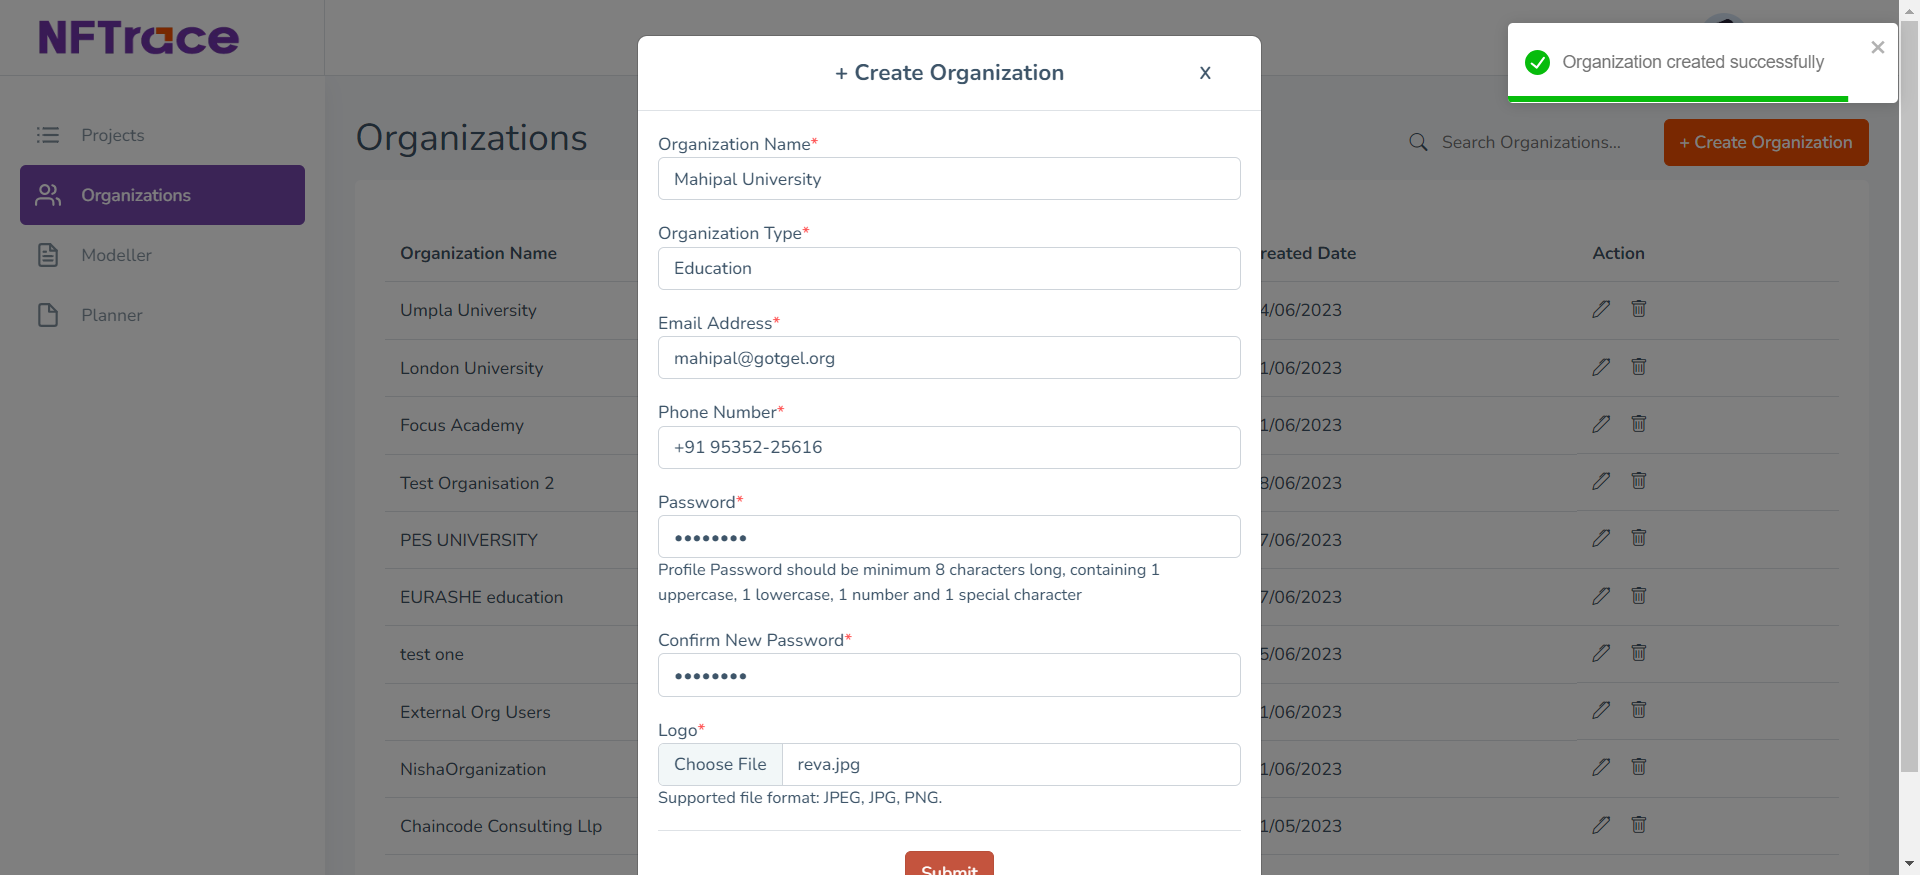 NFTrace
Projects
Organizations
Modeller
Planner
Organizations
Search Organizations...
+ Create Organization
Organization created successfully
Organization Name
reated Date
Action
Umpla University
4/06/2023
London University
1/06/2023
Focus Academy
1/06/2023
Test Organisation 2
8/06/2023
PES UNIVERSITY
7/06/2023
EURASHE education
7/06/2023
test one
5/06/2023
External Org Users
1/06/2023
NishaOrganization
1/06/2023
Chaincode Consulting Llp
1/05/2023
+ Create Organization
X
Organization Name*
Mahipal University
Organization Type*
Education
Email Address*
mahipal@gotgel.org
Phone Number*
+91 95352-25616
Password*
••••••••
Profile Password should be minimum 8 characters long, containing 1
uppercase, 1 lowercase, 1 number and 1 special character
Confirm New Password*
••••••••
Logo*
Choose File
reva.jpg
Supported file format: JPEG, JPG, PNG.
Submit